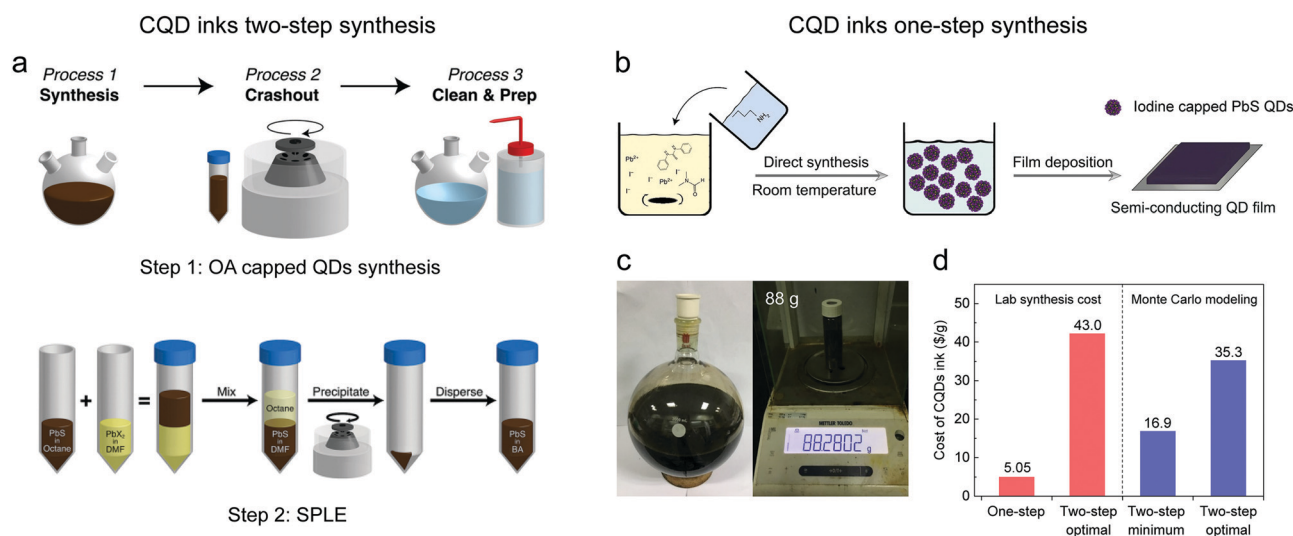 CQD inks two-step synthesis
a
Process 1
Synthesis
Process 2
Crashout
Process 3
Clean & Prep
Step 1: OA capped QDs synthesis
PbS
in
Octane
+
PbX₂
in
DMF
=
Mix
Octane
PbS
in
DMF
Precipitate
Disperse
PbS
in
BA
Step 2: SPLE
CQD inks one-step synthesis
b
NH₂
Pb²⁺
I⁻
I⁻
Pb²⁺
I⁻
I⁻
H
Direct synthesis
Room temperature
Film deposition
Iodine capped PbS QDs
Semi-conducting QD film
c
88 g
METTLER TOLEDO
88.2802 g
d
Cost of CQDs ink ($/g)
50
40
30
20
10
0
Lab synthesis cost
Monte Carlo modeling
5.05
43.0
16.9
35.3
One-step
Two-step
optimal
Two-step
minimum
Two-step
optimal